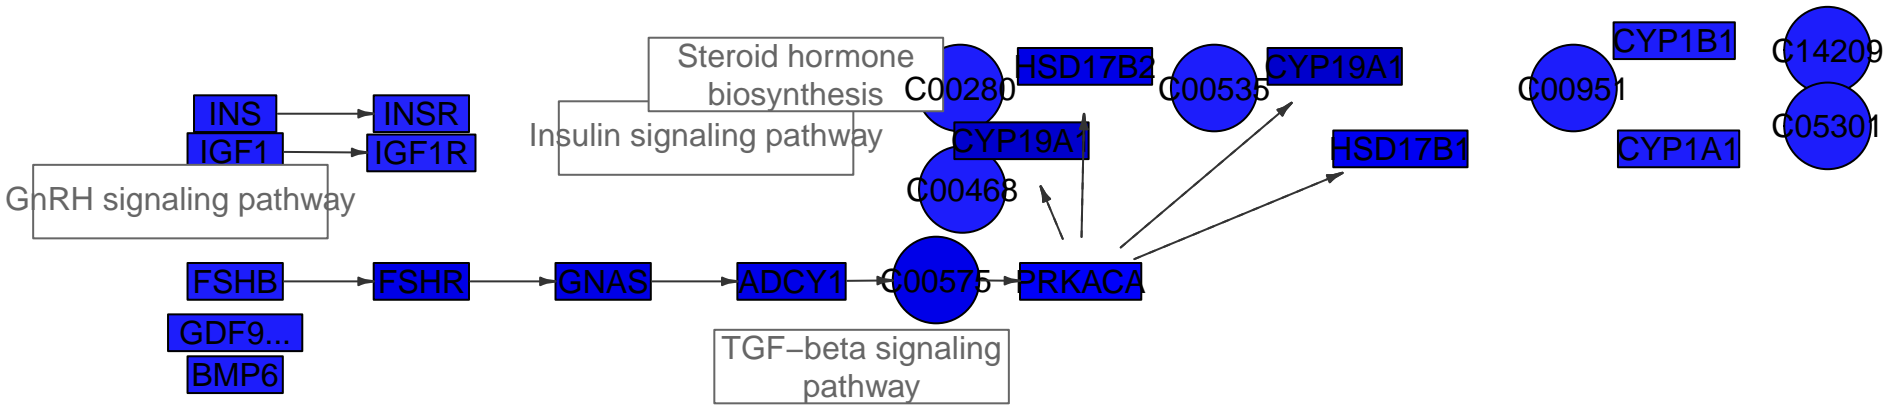 Steroid hormone
biosynthesis
C00280
HSD17B2
C00535
CYP19A1
C00951
CYP1B1
C14209
INS
INSR
Insulin signaling pathway
CYP19A1
HSD17B1
CYP1A1
C05301
IGF1
IGF1R
GnRH signaling pathway
C00468
FSHB
FSHR
GNAS
ADCY1
C00575
PRKACA
GDF9...
BMP6
TGF−beta signaling
pathway